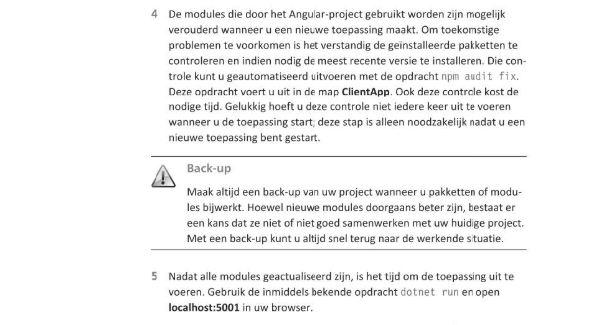 4 De modules die door het Angular-project gebruikt worden zijn mogelijk
verouderd wanneer u een nieuwe toepassing maakt. Om toekomstige
problemen te voorkomen is het verstandig de geïnstalleerde pakketten te
controleren en indien nodig de meest recente versie te installeren. Die con-
trole kunt u geautomatiseerd uitvoeren met de opdracht npm audit fix.
Deze opdracht voert u uit in de map ClientApp. Ook deze controle kost de
nodige tijd. Gelukkig hoeft u deze controle niet iedere keer uit te voeren
wanneer u de toepassing start; deze stap is alleen noodzakelijk nadat u een
nieuwe toepassing bent gestart.
Back-up
Maak altijd een back-up van uw project wanneer u pakketten of modu-
les bijwerkt. Hoewel nieuwe modules doorgaans beter zijn, bestaat er
een kans dat ze niet of niet goed samenwerken met uw huidige project.
Met een back-up kunt u altijd snel terug naar de werkende situatie.
5 Nadat alle modules geactualiseerd zijn, is het tijd om de toepassing uit te
voeren. Gebruik de inmiddels bekende opdracht dotnet run en open
localhost:5001 in uw browser.